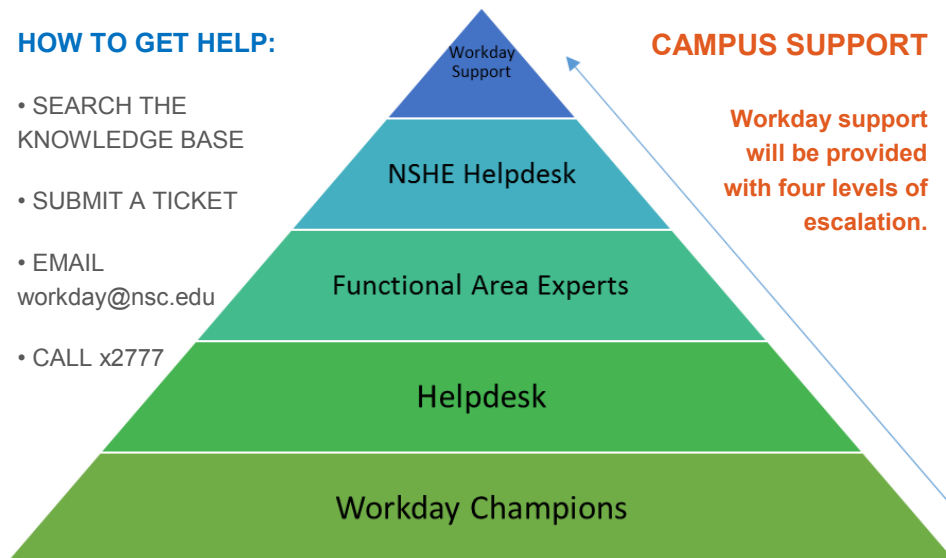 HOW TO GET HELP:
• SEARCH THE
KNOWLEDGE BASE
• SUBMIT A TICKET
• EMAIL
workday@nsc.edu
• CALL x2777
Workday
Support
NSHE Helpdesk
Functional Area Experts
Helpdesk
Workday Champions
CAMPUS SUPPORT
Workday support
will be provided
with four levels of
escalation.